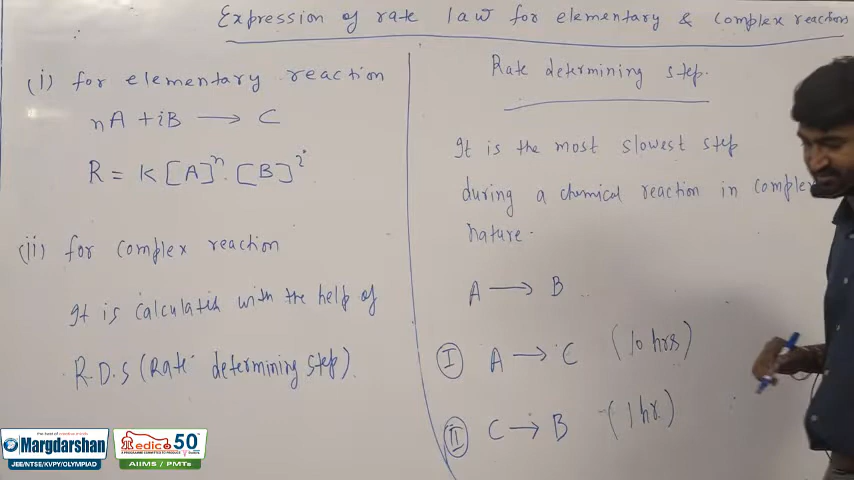 Expression of rate law for elementary & complex reactions
(i) for elementary reaction
nA + iB → C
R = K [A]ⁿ . [B]ⁱ
(ii) for complex reaction
It is calculated with the help of
R.D.S (Rate determining step).
Rate determining step.
It is the most slowest step
during a chemical reaction in complex
nature.
A → B
I A → C (10 hrs)
II C → B (1 hr)
Margdarshan
JEE/NTSE/KVPY/OLYMPIAD
Medico 50
AIIMS / PMTs